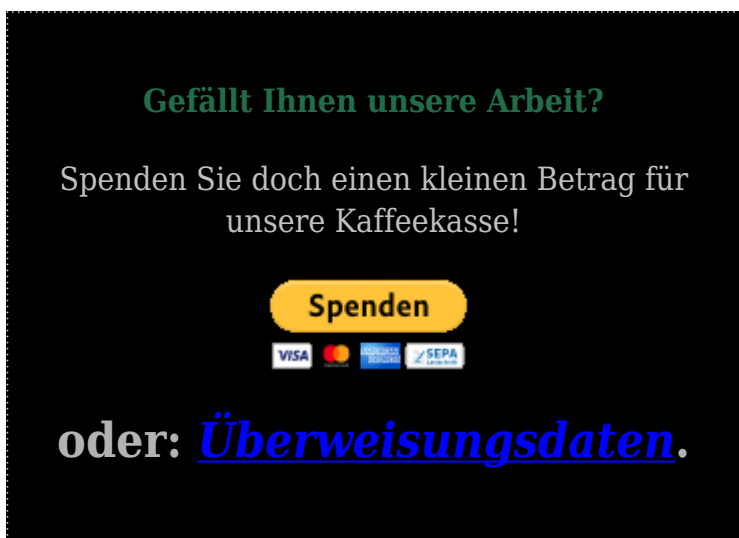 Gefällt Ihnen unsere Arbeit?
Spenden Sie doch einen kleinen Betrag für
unsere Kaffeekasse!
Spenden
VISA SEPA
oder: Überweisungsdaten.